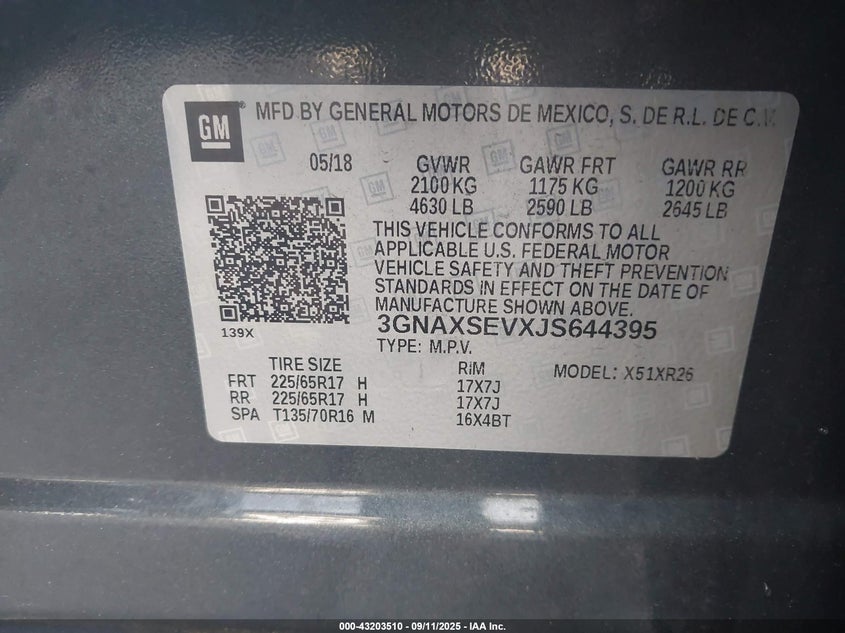 GM
MFD BY GENERAL MOTORS DE MEXICO, S. DE R.L. DE C.V.
05/18 GVWR GAWR FRT GAWR RR
2100 KG 1175 KG 1200 KG
4630 LB 2590 LB 2645 LB
THIS VEHICLE CONFORMS TO ALL
APPLICABLE U.S. FEDERAL MOTOR
VEHICLE SAFETY AND THEFT PREVENTION
STANDARDS IN EFFECT ON THE DATE OF
MANUFACTURE SHOWN ABOVE.
139X
3GNAXSEVXJS644395
TYPE: M.P.V.
TIRE SIZE RIM MODEL: X51XR26
FRT 225/65R17 H 17X7J
RR 225/65R17 H 17X7J
SPA T135/70R16 M 16X4BT
000-43203510 - 09/11/2025 - IAA Inc.